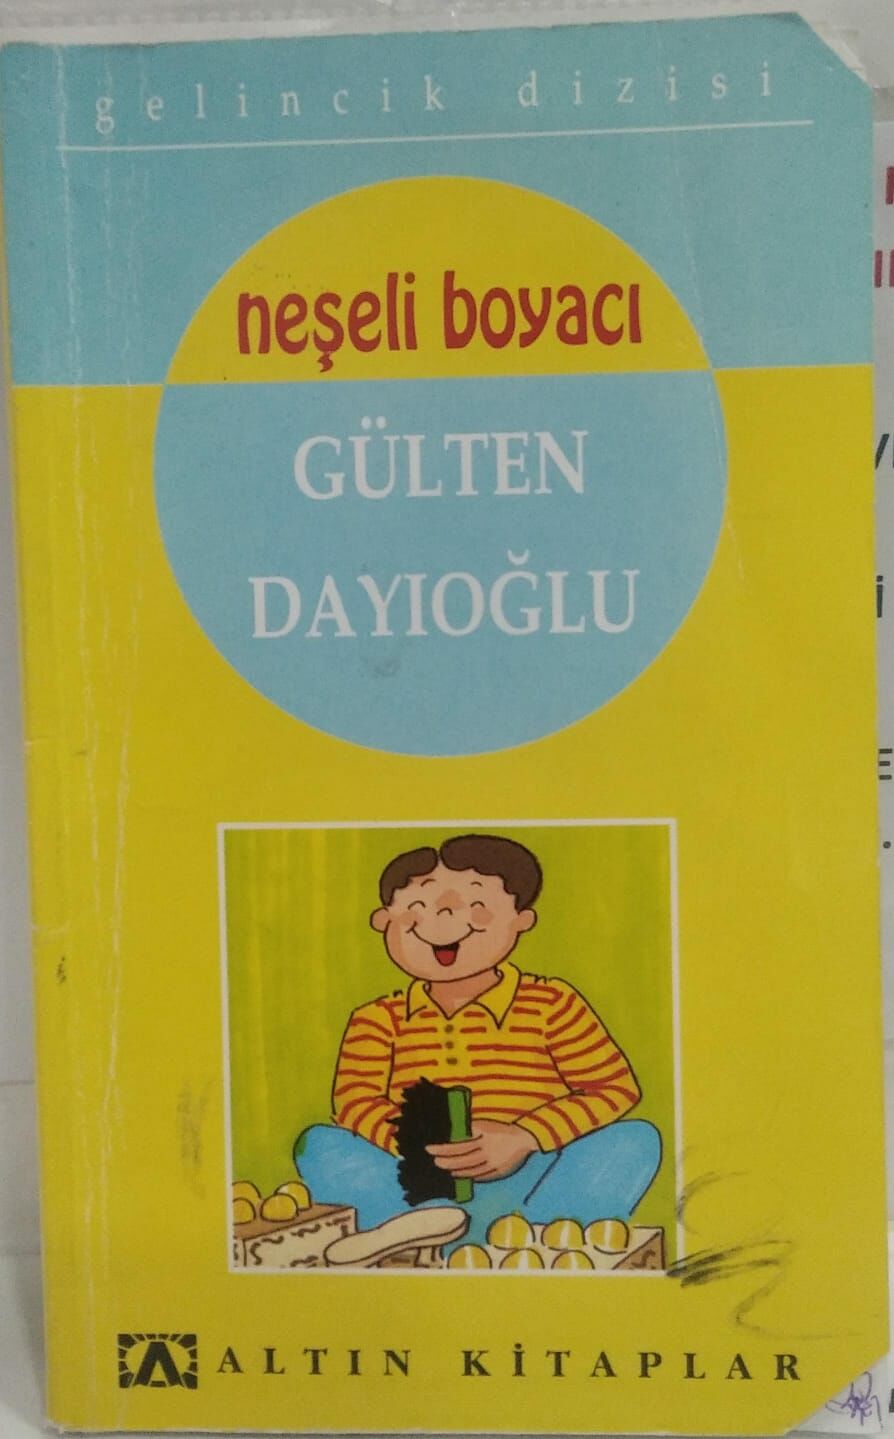 gelincik dizisi
neşeli boyacı
GÜLTEN
DAYIOĞLU
ALTIN KİTAPLAR